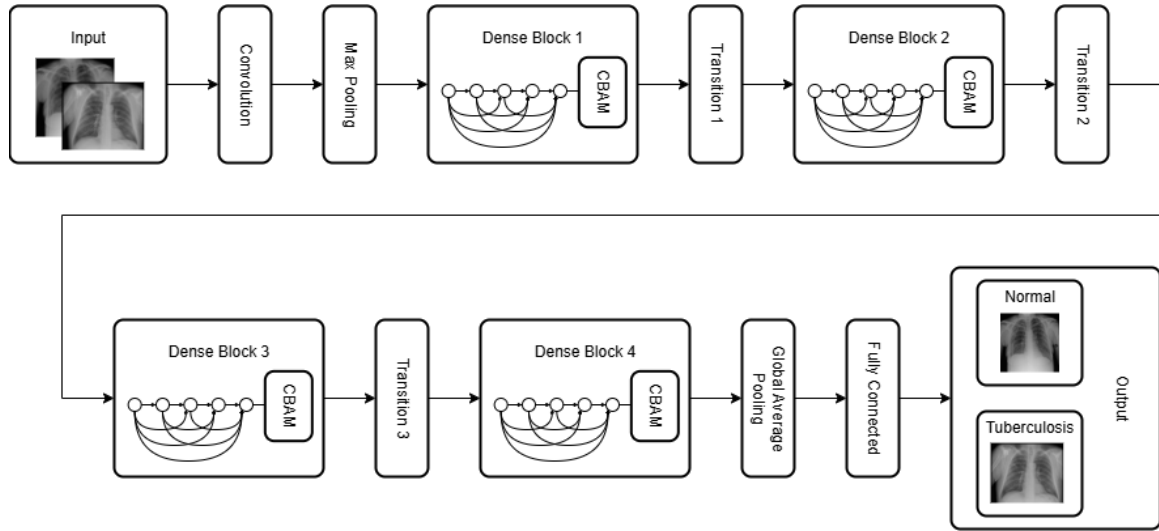 Input
Convolution
Max Pooling
Dense Block 1
CBAM
Transition 1
Dense Block 2
CBAM
Transition 2
Dense Block 3
CBAM
Transition 3
Dense Block 4
CBAM
Global Average
Pooling
Fully Connected
Normal
Tuberculosis
Output